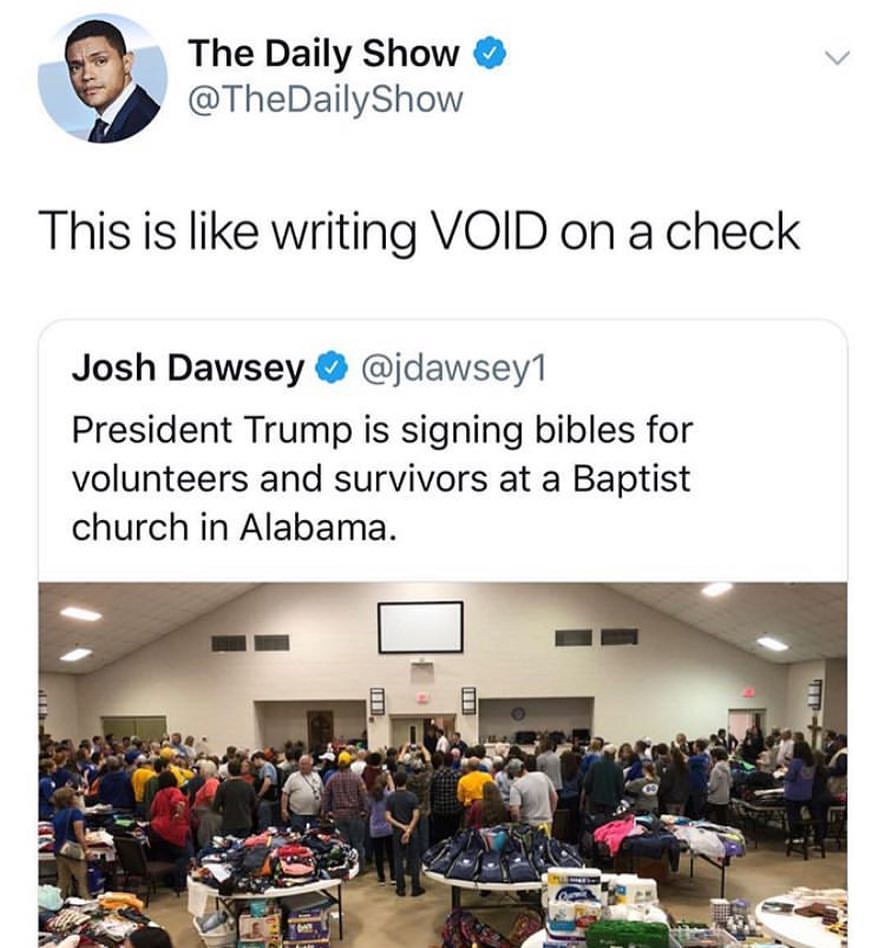 The Daily Show
@TheDailyShow
This is like writing VOID on a check
Josh Dawsey @jdawsey1
President Trump is signing bibles for
volunteers and survivors at a Baptist
church in Alabama.
Charmin